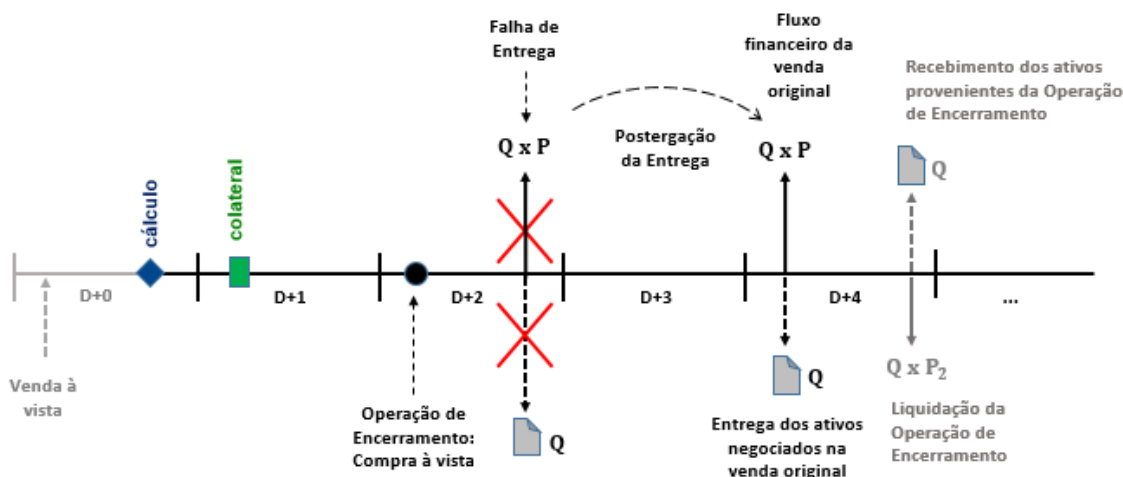 Falha de
Entrega
Fluxo
financeiro da
venda
original
Recebimento dos ativos
provenientes da Operação
de Encerramento
Q x P
Postergação
da Entrega
Q x P
Q
cálculo
colateral
D+0
D+1
D+2
D+3
D+4
...
Venda à
vista
Operação de
Encerramento:
Compra à vista
Q
Q
Entrega dos ativos
negociados na
venda original
Q x P₂
Liquidação da
Operação de
Encerramento